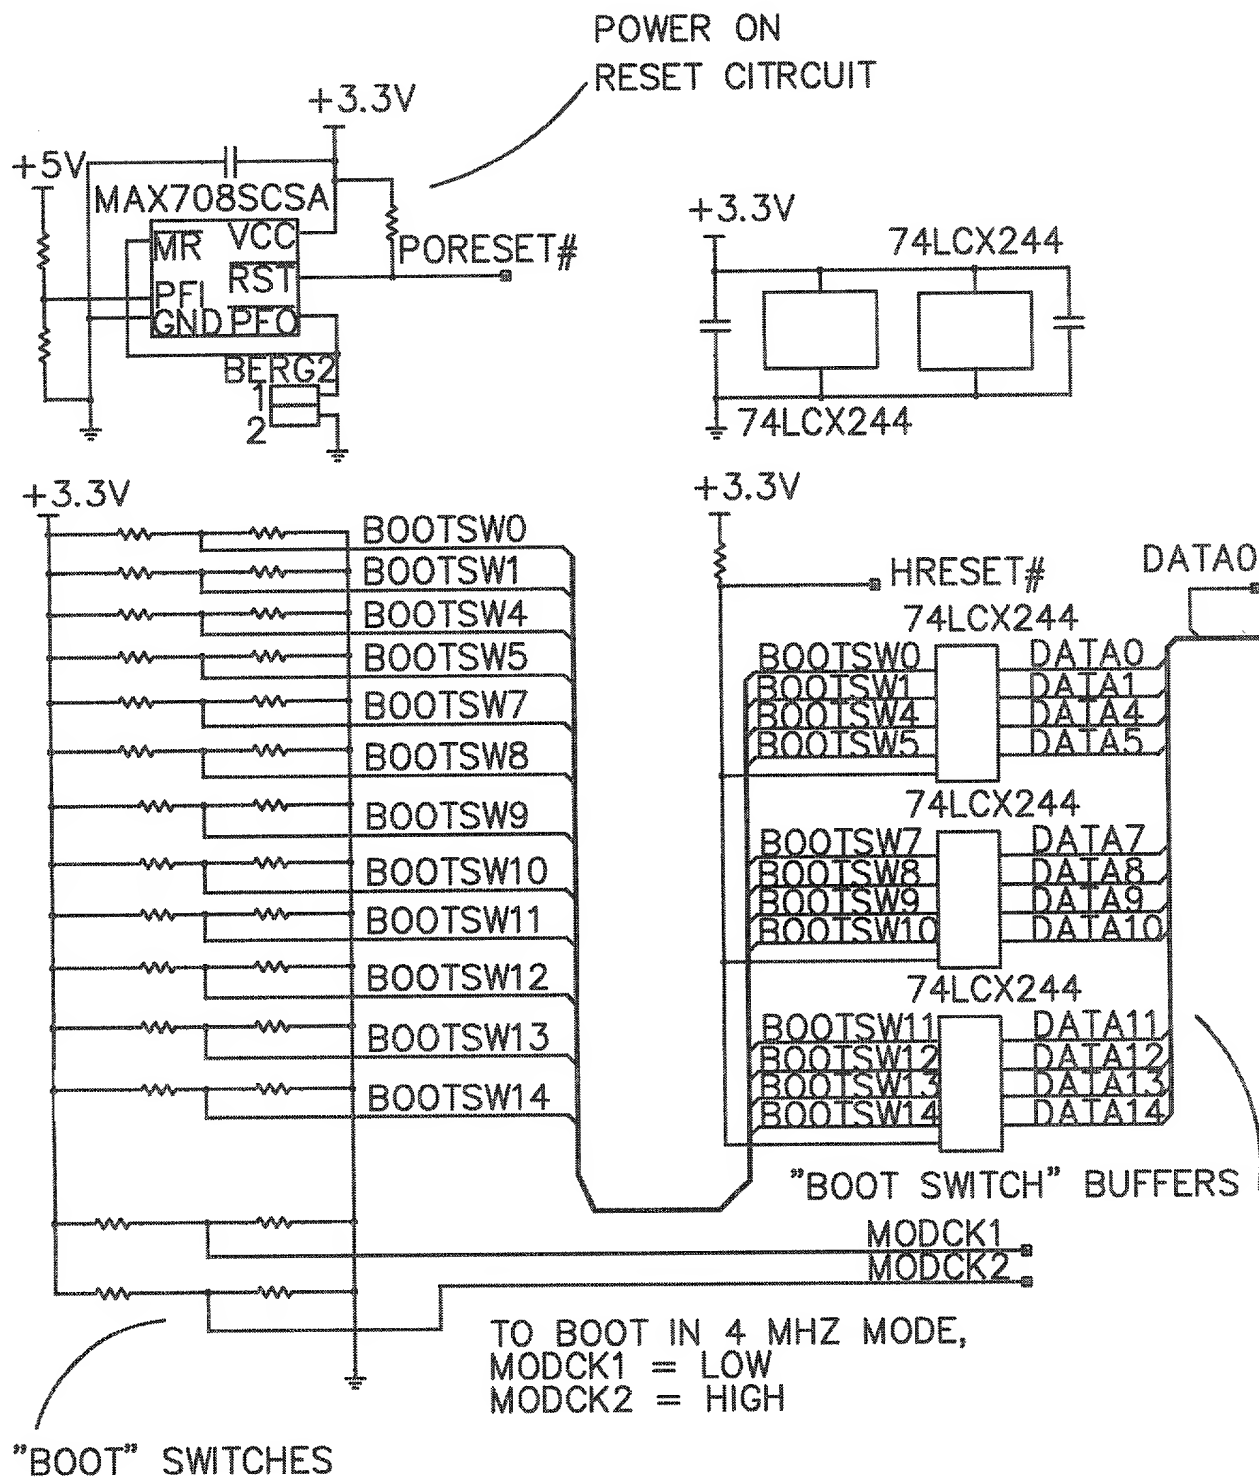 POWER ON
RESET CITRCUIT
+3.3V
+5V
MAX708SCSA
MR
VCC
RST
PORESET#
PFI
GND
PFO
BERG2
1
2
+3.3V
74LCX244
74LCX244
+3.3V
BOOTSW0
BOOTSW1
BOOTSW4
BOOTSW5
BOOTSW7
BOOTSW8
BOOTSW9
BOOTSW10
BOOTSW11
BOOTSW12
BOOTSW13
BOOTSW14
+3.3V
HRESET#
DATA0
74LCX244
BOOTSW0 DATA0
BOOTSW1 DATA1
BOOTSW4 DATA4
BOOTSW5 DATA5
74LCX244
BOOTSW7 DATA7
BOOTSW8 DATA8
BOOTSW9 DATA9
BOOTSW10 DATA10
74LCX244
BOOTSW11 DATA11
BOOTSW12 DATA12
BOOTSW13 DATA13
BOOTSW14 DATA14
"BOOT SWITCH" BUFFERS
MODCK1
MODCK2
TO BOOT IN 4 MHZ MODE,
MODCK1 = LOW
MODCK2 = HIGH
"BOOT" SWITCHES